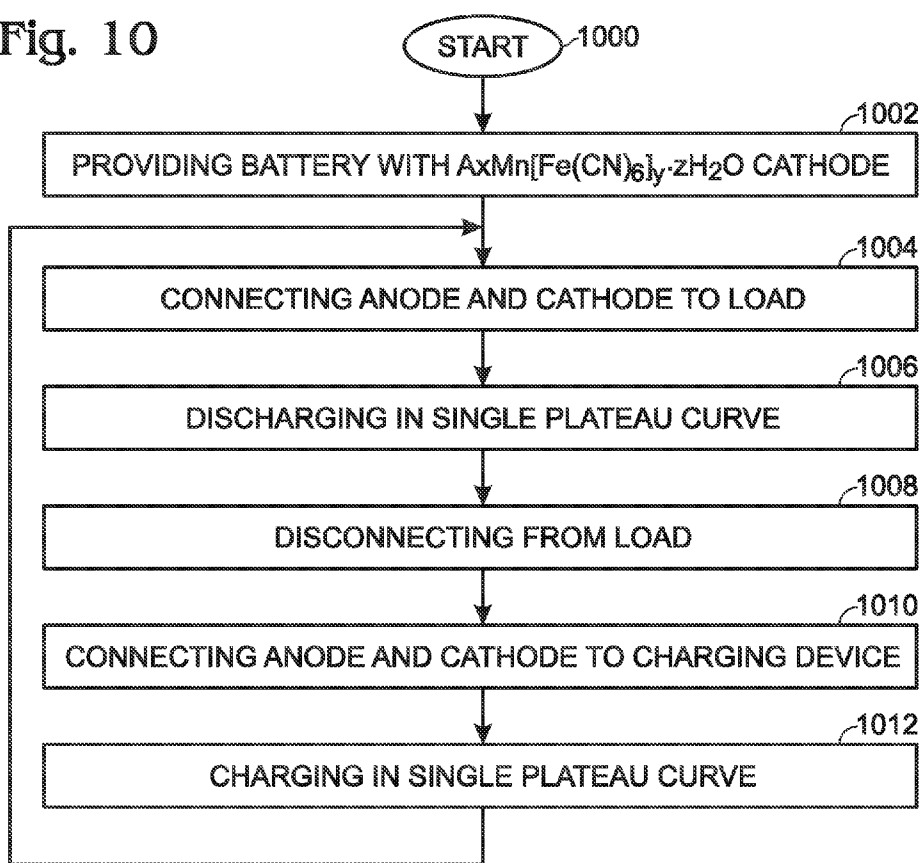 Fig. 10
START
1000
1002
PROVIDING BATTERY WITH AxMn[Fe(CN)₆]ᵧ·zH₂O CATHODE
1004
CONNECTING ANODE AND CATHODE TO LOAD
1006
DISCHARGING IN SINGLE PLATEAU CURVE
1008
DISCONNECTING FROM LOAD
1010
CONNECTING ANODE AND CATHODE TO CHARGING DEVICE
1012
CHARGING IN SINGLE PLATEAU CURVE